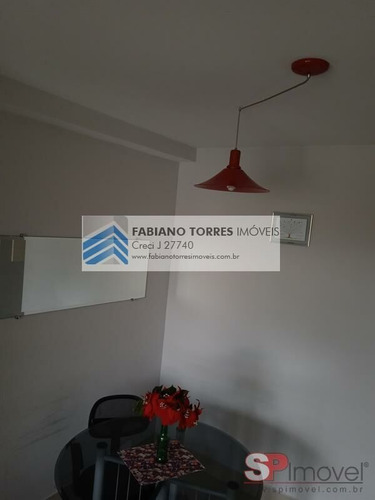 FABIANO TORRES IMÓVEIS
Creci J 27740
www.fabianotorresimoveis.com.br
SPImovel
www.spimovel.com.br